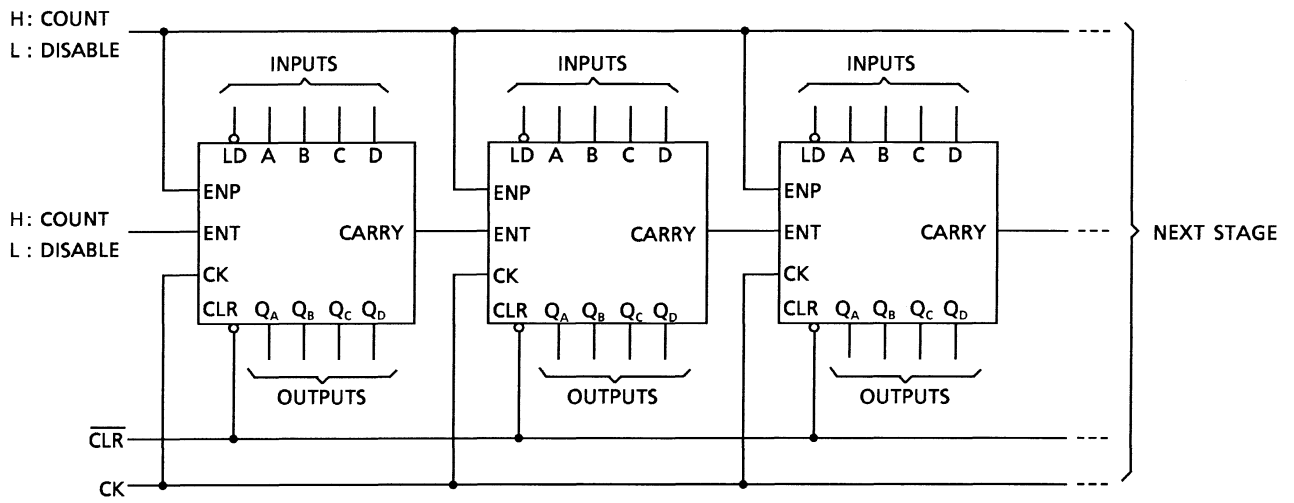 H: COUNT
L : DISABLE
INPUTS INPUTS INPUTS
LD A B C D LD A B C D LD A B C D
ENP ENP ENP
H: COUNT
L : DISABLE
ENT CARRY ENT CARRY ENT CARRY
NEXT STAGE
CK CK CK
CLR QA QB QC QD CLR QA QB QC QD CLR QA QB QC QD
OUTPUTS OUTPUTS OUTPUTS
C̅L̅R̅
CK